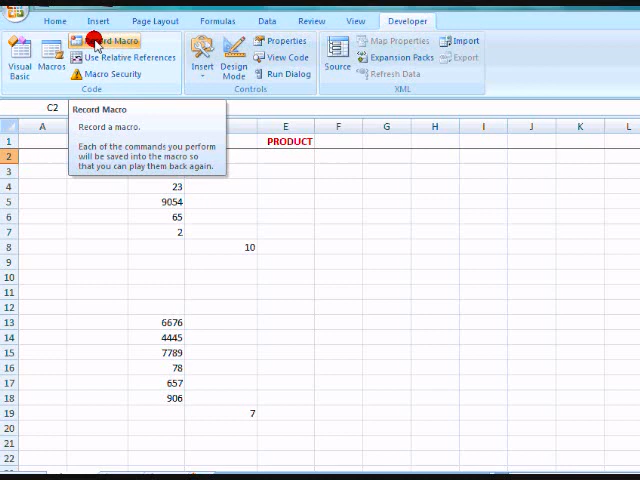 Home Insert Page Layout Formulas Data Review View Developer
Visual Basic
Macros
Record Macro
Use Relative References
Macro Security
Code
Insert
Design Mode
Properties
View Code
Run Dialog
Controls
Source
Map Properties
Expansion Packs
Refresh Data
Import
Export
XML
C2
Record Macro
Record a macro.
Each of the commands you perform
will be saved into the macro so
that you can play them back again.
A E F G H I J K L
1 PRODUCT
2
3
4 23
5 9054
6 65
7 2
8 10
9
10
11
12
13 6676
14 4445
15 7789
16 78
17 657
18 906
19 7
20
21
22